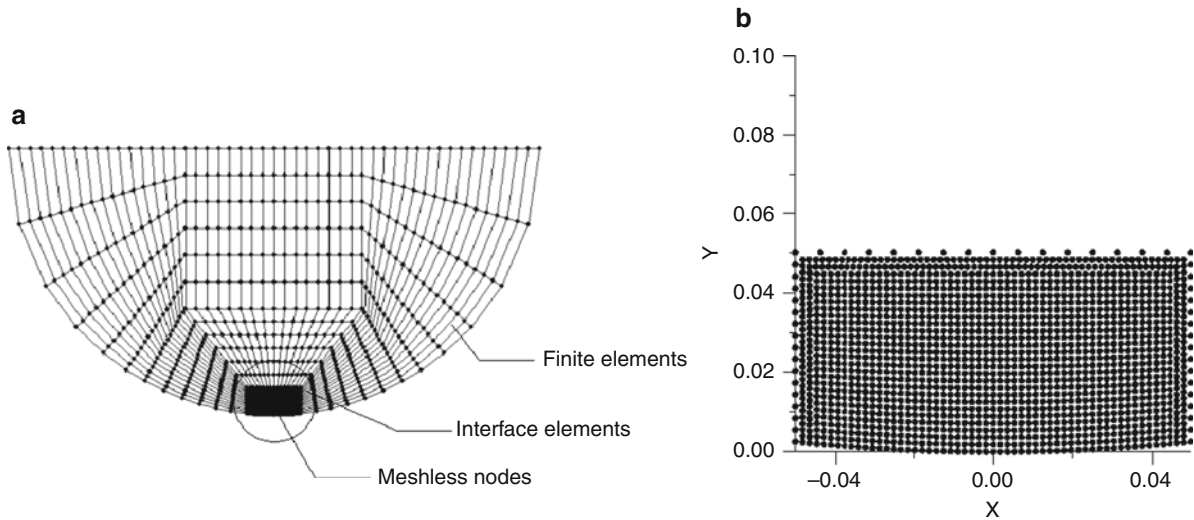 a
Finite elements
Interface elements
Meshless nodes
b
0.10
0.08
0.06
Y
0.04
0.02
0.00
–0.04
0.00
0.04
X